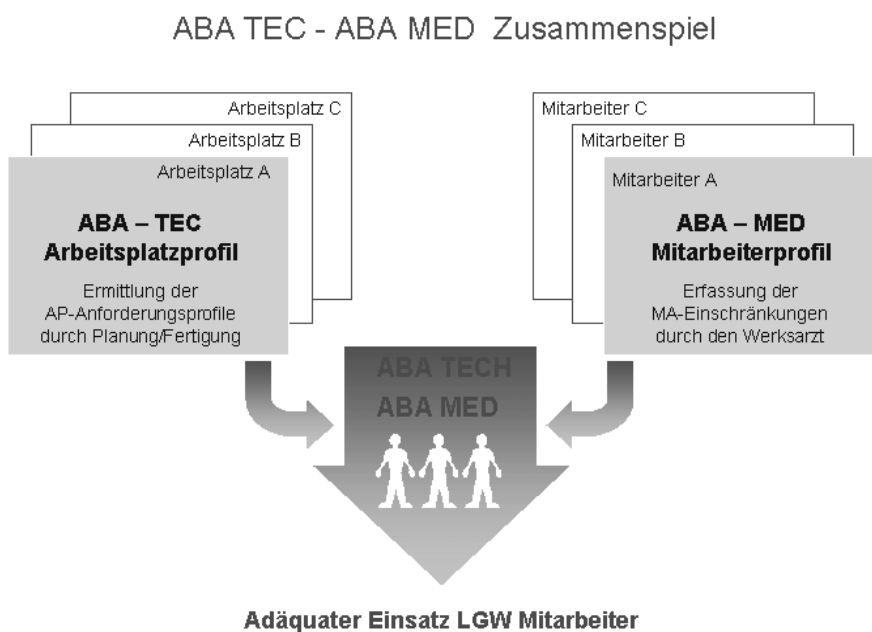 ABA TEC - ABA MED Zusammenspiel
Arbeitsplatz C
Arbeitsplatz B
Arbeitsplatz A
ABA – TEC
Arbeitsplatzprofil
Ermittlung der
AP-Anforderungsprofile
durch Planung/Fertigung
Mitarbeiter C
Mitarbeiter B
Mitarbeiter A
ABA – MED
Mitarbeiterprofil
Erfassung der
MA-Einschränkungen
durch den Werksarzt
ABA TECH
ABA MED
Adäquater Einsatz LGW Mitarbeiter